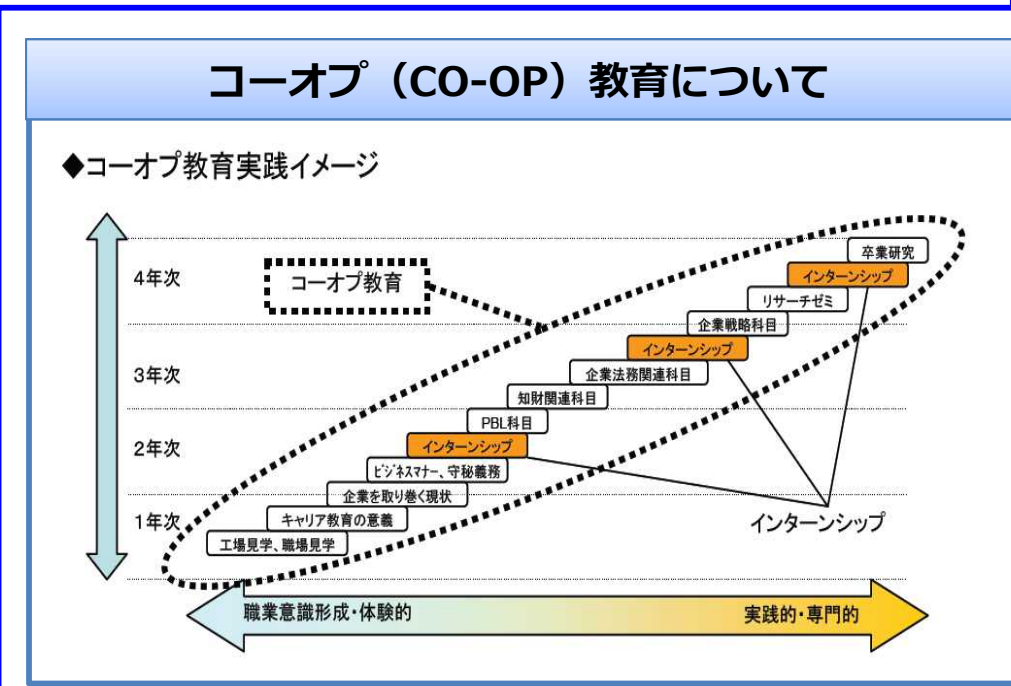 コーオプ（CO-OP）教育について
◆コーオプ教育実践イメージ
4年次
3年次
2年次
1年次
コーオプ教育
卒業研究
インターンシップ
リサーチゼミ
企業戦略科目
インターンシップ
企業法務関連科目
知財関連科目
PBL科目
インターンシップ
ビジネスマナー、守秘義務
企業を取り巻く現状
キャリア教育の意義
工場見学、職場見学
インターンシップ
職業意識形成・体験的
実践的・専門的